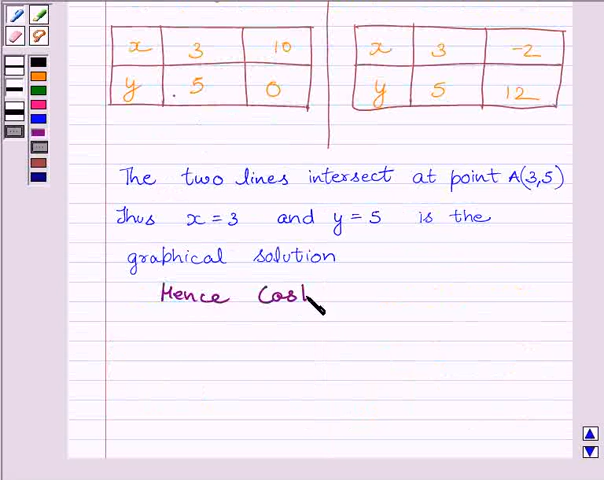 x 3 10
y 5 0
x 3 -2
y 5 12
The two lines intersect at point A(3,5)
Thus x = 3 and y = 5 is the
graphical solution
Hence Cos